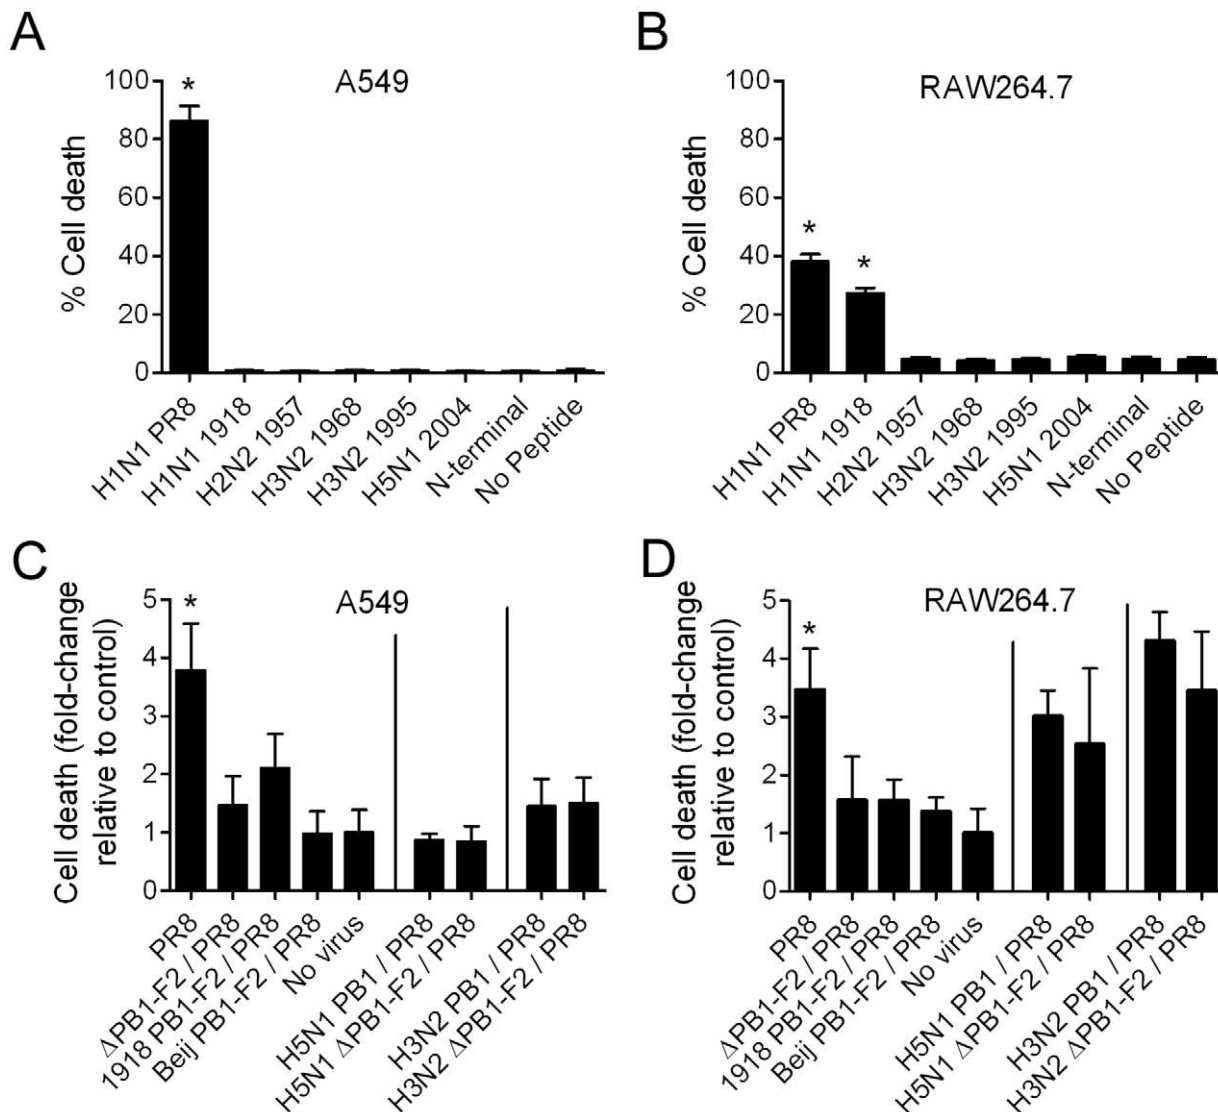 A
A549
% Cell death
100
80
60
40
20
0
*
H1N1 PR8
H1N1 1918
H2N2 1957
H3N2 1968
H3N2 1995
H5N1 2004
N-terminal
No Peptide
B
RAW264.7
% Cell death
100
80
60
40
20
0
*
*
H1N1 PR8
H1N1 1918
H2N2 1957
H3N2 1968
H3N2 1995
H5N1 2004
N-terminal
No Peptide
C
A549
Cell death (fold-change
relative to control)
5
4
3
2
1
0
*
PR8
ΔPB1-F2 / PR8
1918 PB1-F2 / PR8
Beij PB1-F2 / PR8
No virus
H5N1 PB1 / PR8
H5N1 ΔPB1-F2 / PR8
H3N2 PB1 / PR8
H3N2 ΔPB1-F2 / PR8
D
RAW264.7
Cell death (fold-change
relative to control)
5
4
3
2
1
0
*
PR8
ΔPB1-F2 / PR8
1918 PB1-F2 / PR8
Beij PB1-F2 / PR8
No virus
H5N1 PB1 / PR8
H5N1 ΔPB1-F2 / PR8
H3N2 PB1 / PR8
H3N2 ΔPB1-F2 / PR8